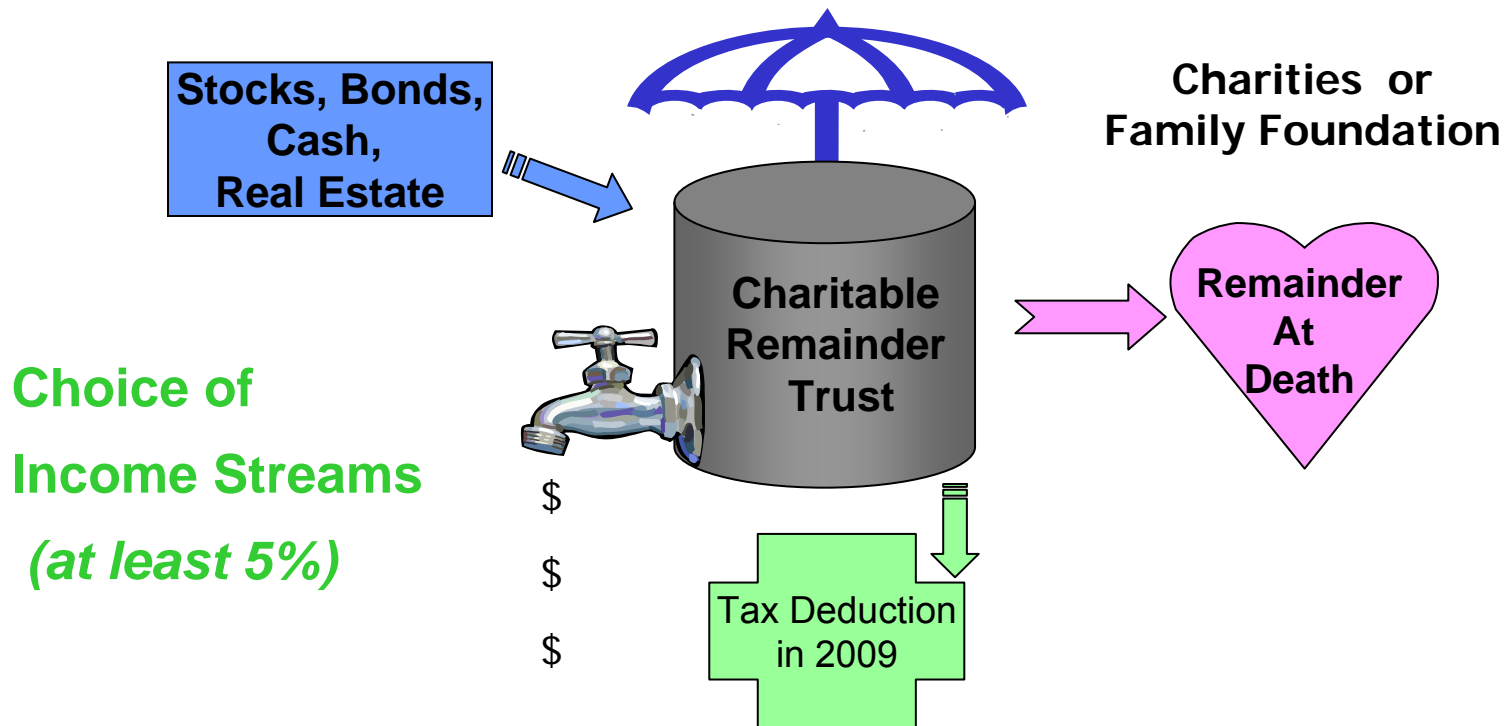 Stocks, Bonds,
Cash,
Real Estate
Charities or
Family Foundation
Charitable
Remainder
Trust
Remainder
At
Death
Choice of
Income Streams
(at least 5%)
$
$
$
Tax Deduction
in 2009